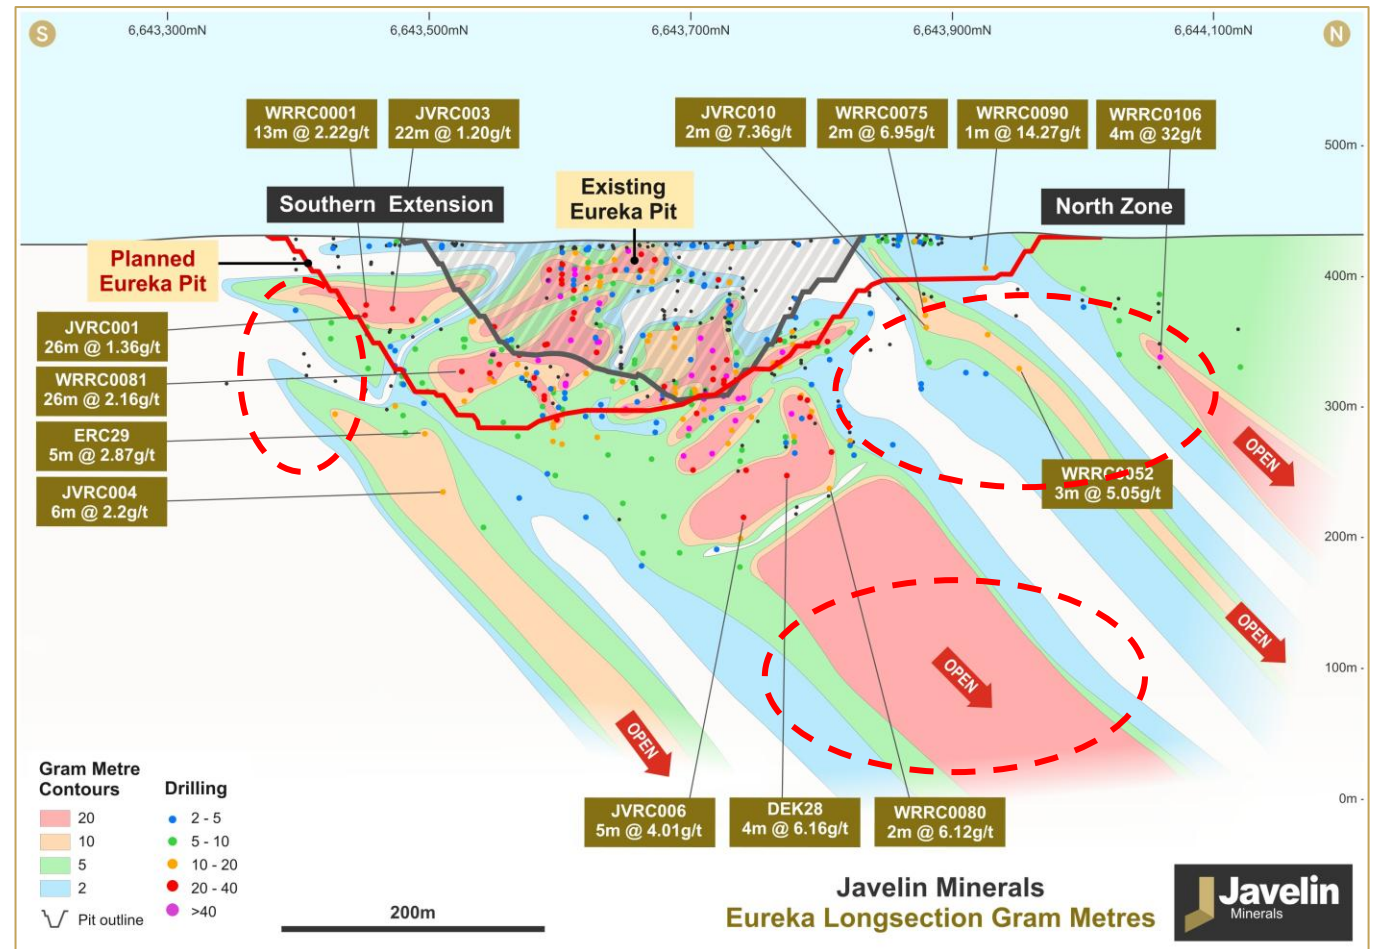 S
6,643,300mN
6,643,500mN
6,643,700mN
6,643,900mN
6,644,100mN
N
WRRC0001
13m @ 2.22g/t
JVRC003
22m @ 1.20g/t
JVRC010
2m @ 7.36g/t
WRRC0075
2m @ 6.95g/t
WRRC0090
1m @ 14.27g/t
WRRC0106
4m @ 32g/t
500m -
Southern Extension
Existing
Eureka Pit
North Zone
Planned
Eureka Pit
400m -
JVRC001
26m @ 1.36g/t
WRRC0081
26m @ 2.16g/t
ERC29
5m @ 2.87g/t
JVRC004
6m @ 2.2g/t
300m -
OPEN
WRRC0052
3m @ 5.05g/t
200m -
OPEN
100m -
OPEN
OPEN
0m -
JVRC006
5m @ 4.01g/t
DEK28
4m @ 6.16g/t
WRRC0080
2m @ 6.12g/t
Gram Metre
Contours
20
10
5
2
Pit outline
Drilling
2 - 5
5 - 10
10 - 20
20 - 40
>40
200m
Javelin Minerals
Eureka Longsection Gram Metres
Javelin
Minerals